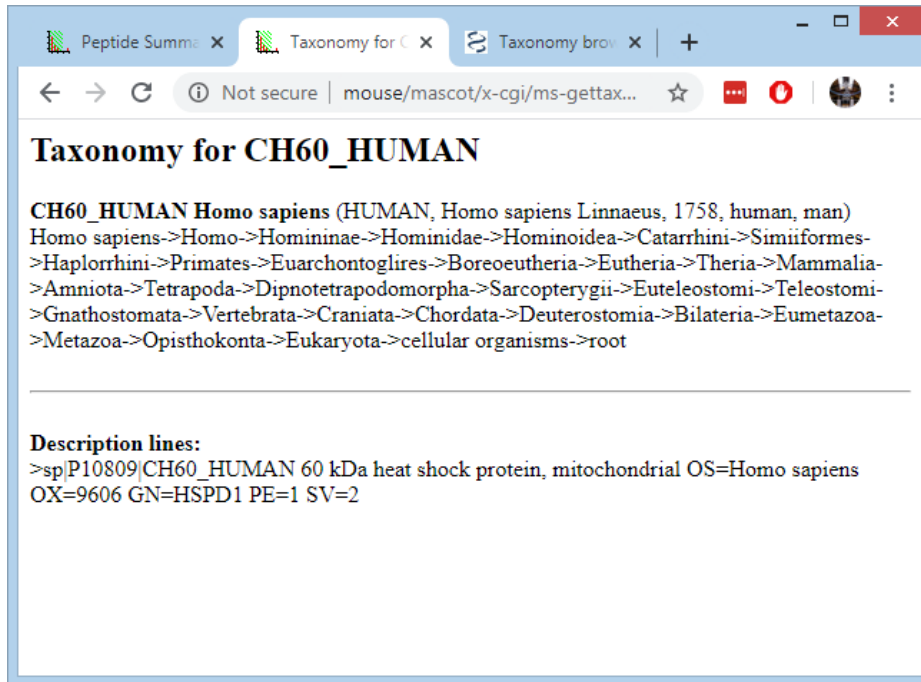 Peptide Summa
Taxonomy for C
Taxonomy brow
Not secure | mouse/mascot/x-cgi/ms-gettax...
Taxonomy for CH60_HUMAN
CH60_HUMAN Homo sapiens (HUMAN, Homo sapiens Linnaeus, 1758, human, man)
Homo sapiens->Homo->Homininae->Hominidae->Hominoidea->Catarrhini->Simiiformes-
>Haplorrhini->Primates->Euarchontoglires->Boreoeutheria->Eutheria->Theria->Mammalia-
>Amniota->Tetrapoda->Dipnotetrapodomorpha->Sarcopterygii->Euteleostomi->Teleostomi-
>Gnathostomata->Vertebrata->Craniata->Chordata->Deuterostomia->Bilateria->Eumetazoa-
>Metazoa->Opisthokonta->Eukaryota->cellular organisms->root
Description lines:
>sp|P10809|CH60_HUMAN 60 kDa heat shock protein, mitochondrial OS=Homo sapiens
OX=9606 GN=HSPD1 PE=1 SV=2